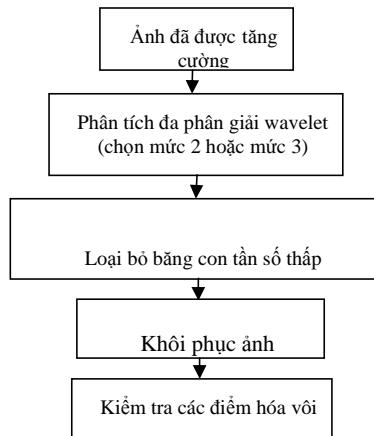 Ảnh đã được tăng
cường
Phân tích đa phân giải wavelet
(chọn mức 2 hoặc mức 3)
Loại bỏ băng con tần số thấp
Khôi phục ảnh
Kiểm tra các điểm hóa vôi